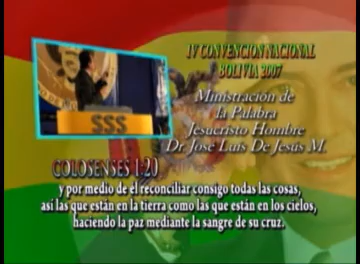 IV CONVENCION NACIONAL
BOLIVIA 2007
Ministración de
la Palabra
Jesucristo Hombre
Dr. José Luis De Jesús M.
SSS
COLOSENSES 1:20
y por medio de el reconciliar consigo todas las cosas,
así las que están en la tierra como las que están en los cielos,
haciendo la paz mediante la sangre de su cruz.